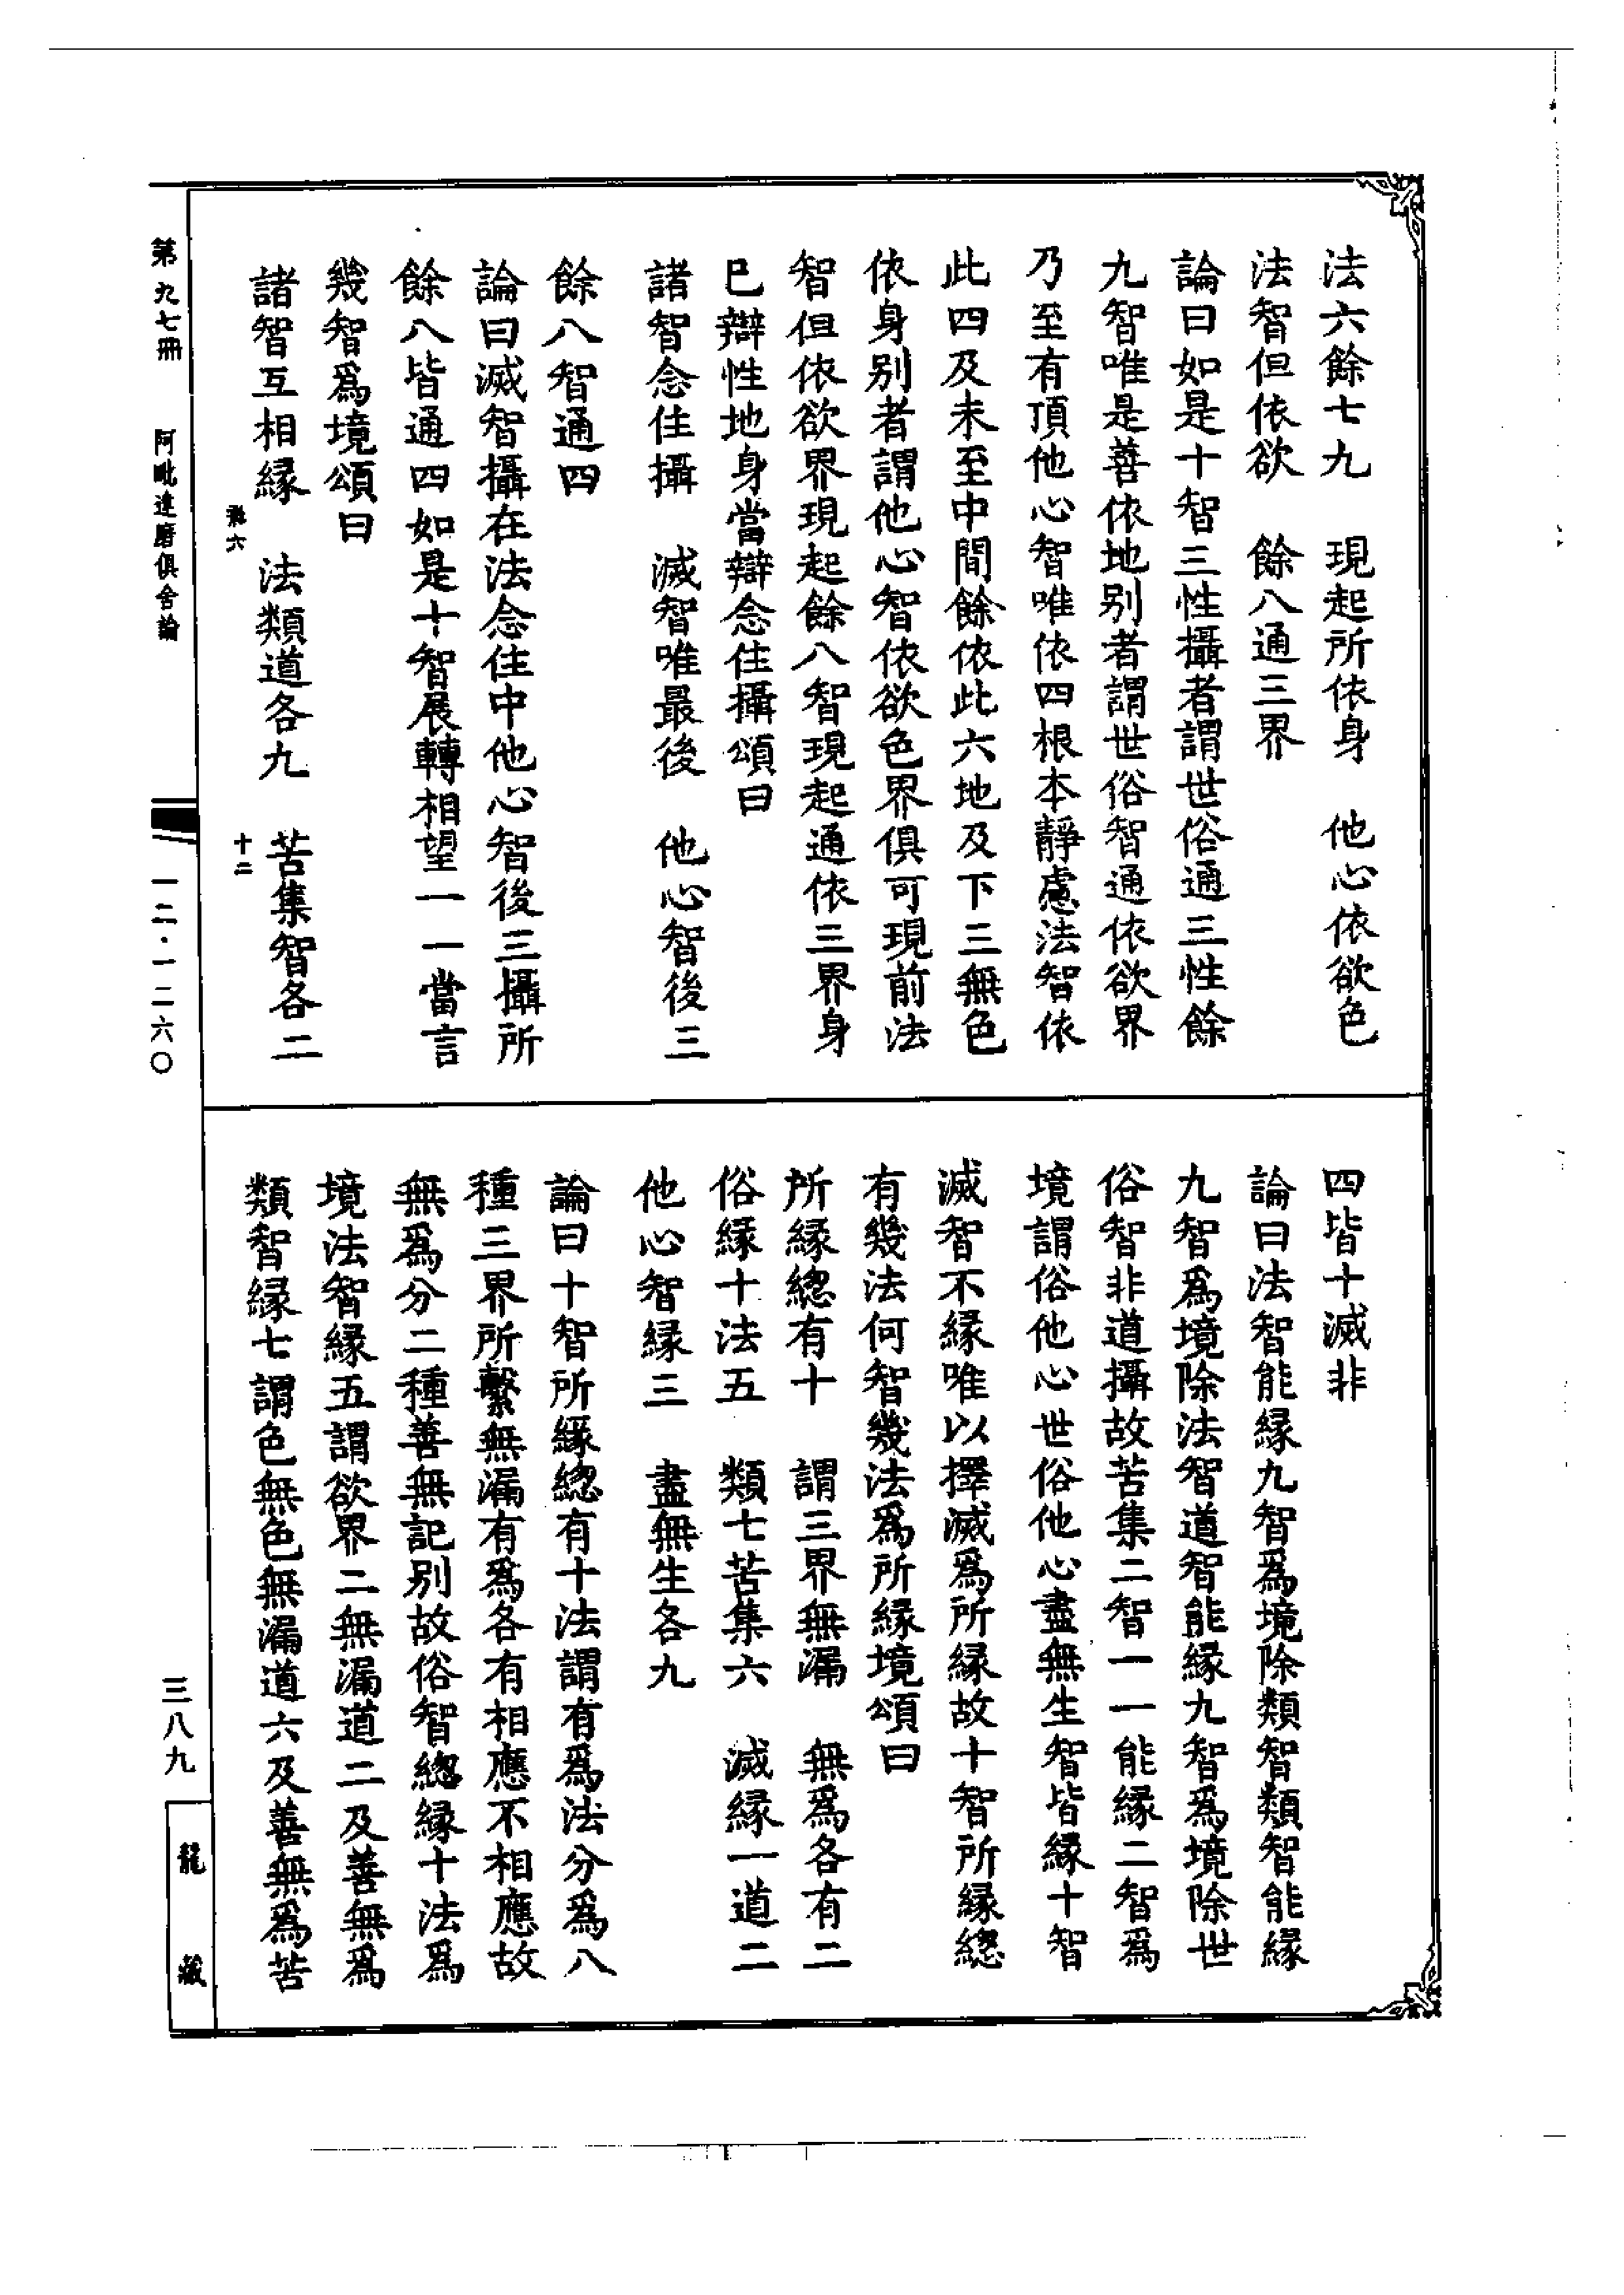 法六餘七九　現起所依身　他心依欲色
法智但依欲　餘八通三界
論曰如是十智三性攝者謂世俗通三性餘
九智唯是善依地別者謂世俗智通依欲界
乃至有頂他心智唯依四根本靜慮法智依
此四及未至中間餘依此六地及下三無色
依身別者謂他心智依欲色界俱可現前法
智但依欲界現起餘八智現起通依三界身
巳辯性地身當辯念住攝頌曰
諸智念住攝　滅智唯最後　他心智後三
餘八智通四
論曰滅智攝在法念住中他心智後三攝所
餘八皆通四如是十智展轉相望一一當言
幾智爲境頌曰
諸智互相緣　法類道各九　苦集智各二
四皆十滅非
論曰法智能緣九智爲境除類智類智能緣
九智爲境除法智道智能緣九智爲境除世
俗智非道攝故苦集二智一一能緣二智爲
境謂俗他心世俗他心盡無生智皆緣十智
滅智不緣唯以擇滅爲所緣故十智所緣總
有幾法何智幾法爲所緣境頌曰
所緣總有十　謂三界無漏　無爲各有二
俗緣十法五　類七苦集六　滅緣一道二
他心智緣三　盡無生各九
論曰十智所緣總有十法謂有爲法分爲八
種三界所繫無漏有爲各有相應不相應故
無爲分二種善無記別故俗智總緣十法爲
境法智緣五謂欲界二無漏道二及善無爲
類智緣七謂色無色無漏道六及善無爲苦
第九七冊　阿毗達磨俱舍論
十二
一二·一二六〇
三八九
龍藏